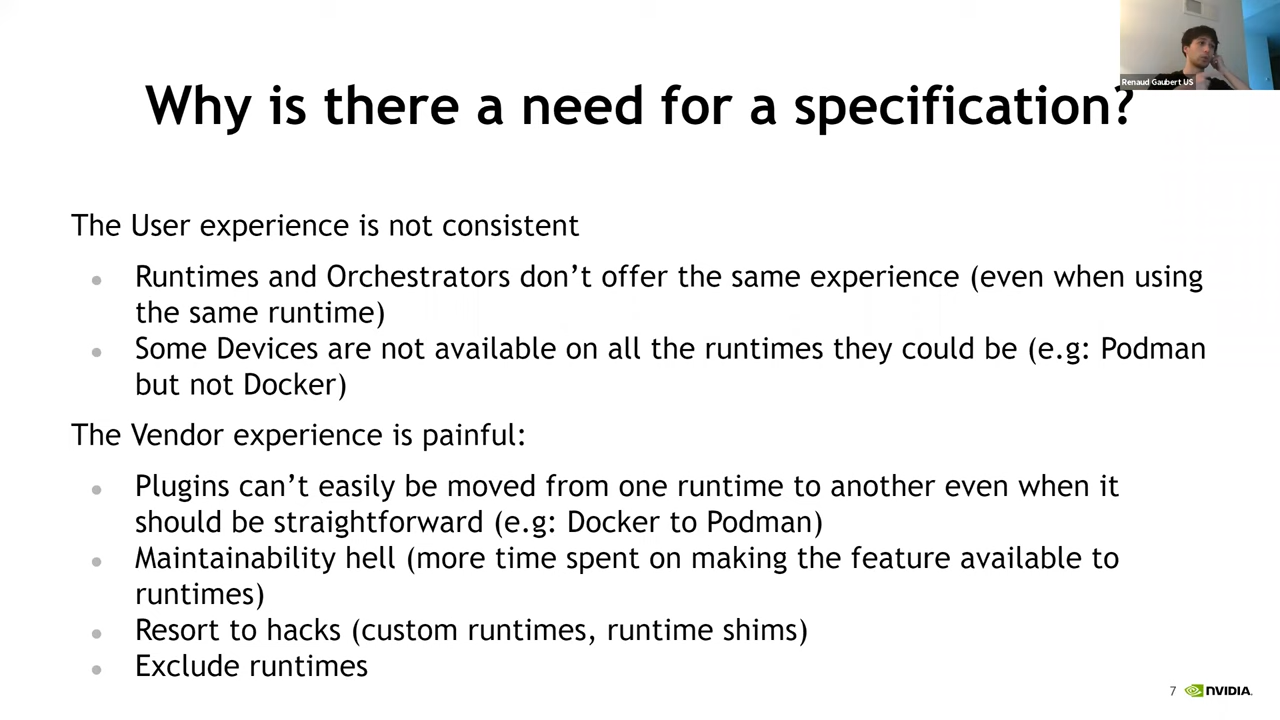 Renaud Gaubert US
Why is there a need for a specification?
The User experience is not consistent
● Runtimes and Orchestrators don’t offer the same experience (even when using
the same runtime)
● Some Devices are not available on all the runtimes they could be (e.g: Podman
but not Docker)
The Vendor experience is painful:
● Plugins can’t easily be moved from one runtime to another even when it
should be straightforward (e.g: Docker to Podman)
● Maintainability hell (more time spent on making the feature available to
runtimes)
● Resort to hacks (custom runtimes, runtime shims)
● Exclude runtimes
7 NVIDIA.